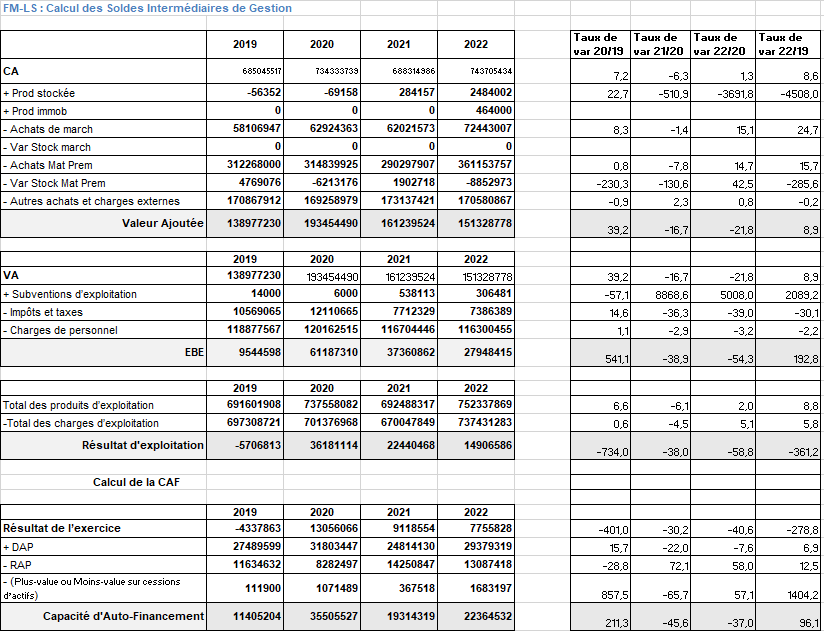 FM-LS : Calcul des Soldes Intermédiaires de Gestion
2019 2020 2021 2022 Taux de var 20/19 Taux de var 21/20 Taux de var 22/20 Taux de var 22/19
CA 685045517 734333739 688314986 743705434 7,2 -6,3 1,3 8,6
+ Prod stockée -56352 -69158 284157 2484002 22,7 -510,9 -3691,8 -4508,0
+ Prod immob 0 0 0 464000
- Achats de march 58106947 62924363 62021573 72443007 8,3 -1,4 15,1 24,7
- Var Stock march 0 0 0 0
- Achats Mat Prem 312268000 314839925 290297907 361153757 0,8 -7,8 14,7 15,7
- Var Stock Mat Prem 4769076 -6213176 1902718 -8852973 -230,3 -130,6 42,5 -285,6
- Autres achats et charges externes 170867912 169258979 173137421 170580867 -0,9 2,3 0,8 -0,2
Valeur Ajoutée 138977230 193454490 161239524 151328778 39,2 -16,7 -21,8 8,9
2019 2020 2021 2022
VA 138977230 193454490 161239524 151328778 39,2 -16,7 -21,8 8,9
+ Subventions d'exploitation 14000 6000 538113 306481 -57,1 8868,6 5008,0 2089,2
- Impôts et taxes 10569065 12110665 7712329 7386389 14,6 -36,3 -39,0 -30,1
- Charges de personnel 118877567 120162515 116704446 116300455 1,1 -2,9 -3,2 -2,2
EBE 9544598 61187310 37360862 27948415 541,1 -38,9 -54,3 192,8
2019 2020 2021 2022
Total des produits d'exploitation 691601908 737558082 692488317 752337869 6,6 -6,1 2,0 8,8
-Total des charges d'exploitation 697308721 701376968 670047849 737431283 0,6 -4,5 5,1 5,8
Résultat d'exploitation -5706813 36181114 22440468 14906586 -734,0 -38,0 -58,8 -361,2
Calcul de la CAF
2019 2020 2021 2022
Résultat de l'exercice -4337863 13056066 9118554 7755828 -401,0 -30,2 -40,6 -278,8
+ DAP 27489599 31803447 24814130 29379319 15,7 -22,0 -7,6 6,9
- RAP 11634632 8282497 14250847 13087418 -28,8 72,1 58,0 12,5
- (Plus-value ou Moins-value sur cessions
d'actifs) 111900 1071489 367518 1683197 857,5 -65,7 57,1 1404,2
Capacité d'Auto-Financement 11405204 35505527 19314319 22364532 211,3 -45,6 -37,0 96,1